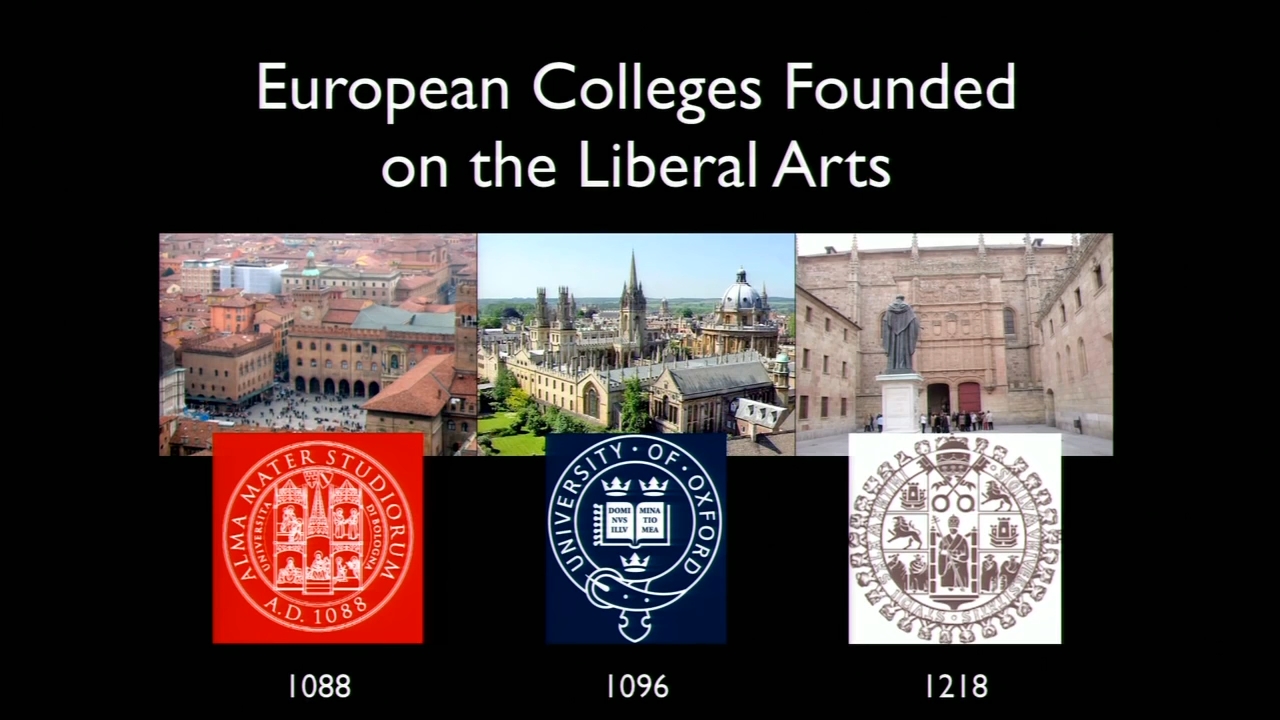 European Colleges Founded
on the Liberal Arts
ALMA MATER STUDIORUM
UNIVERSITA
DI BOLOGNA
A.D. 1088
UNIVERSITY · OF · OXFORD
DOMI
NVS
ILLV
MINA
TIO
MEA
1088
1096
1218